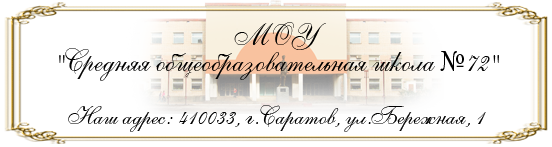 МОУ
"Средняя общеобразовательная школа №72"
Наш адрес: 410033, г.Саратов, ул.Бережная, 1